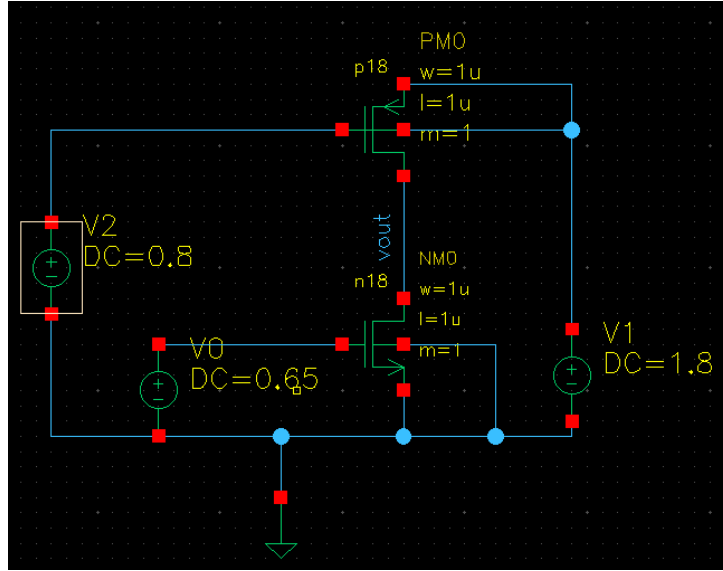 PM0
p18
w=1u
l=1u
m=1
V2
DC=0.8
vout
NM0
n18
w=1u
l=1u
m=1
V0
DC=0.65
V1
DC=1.8